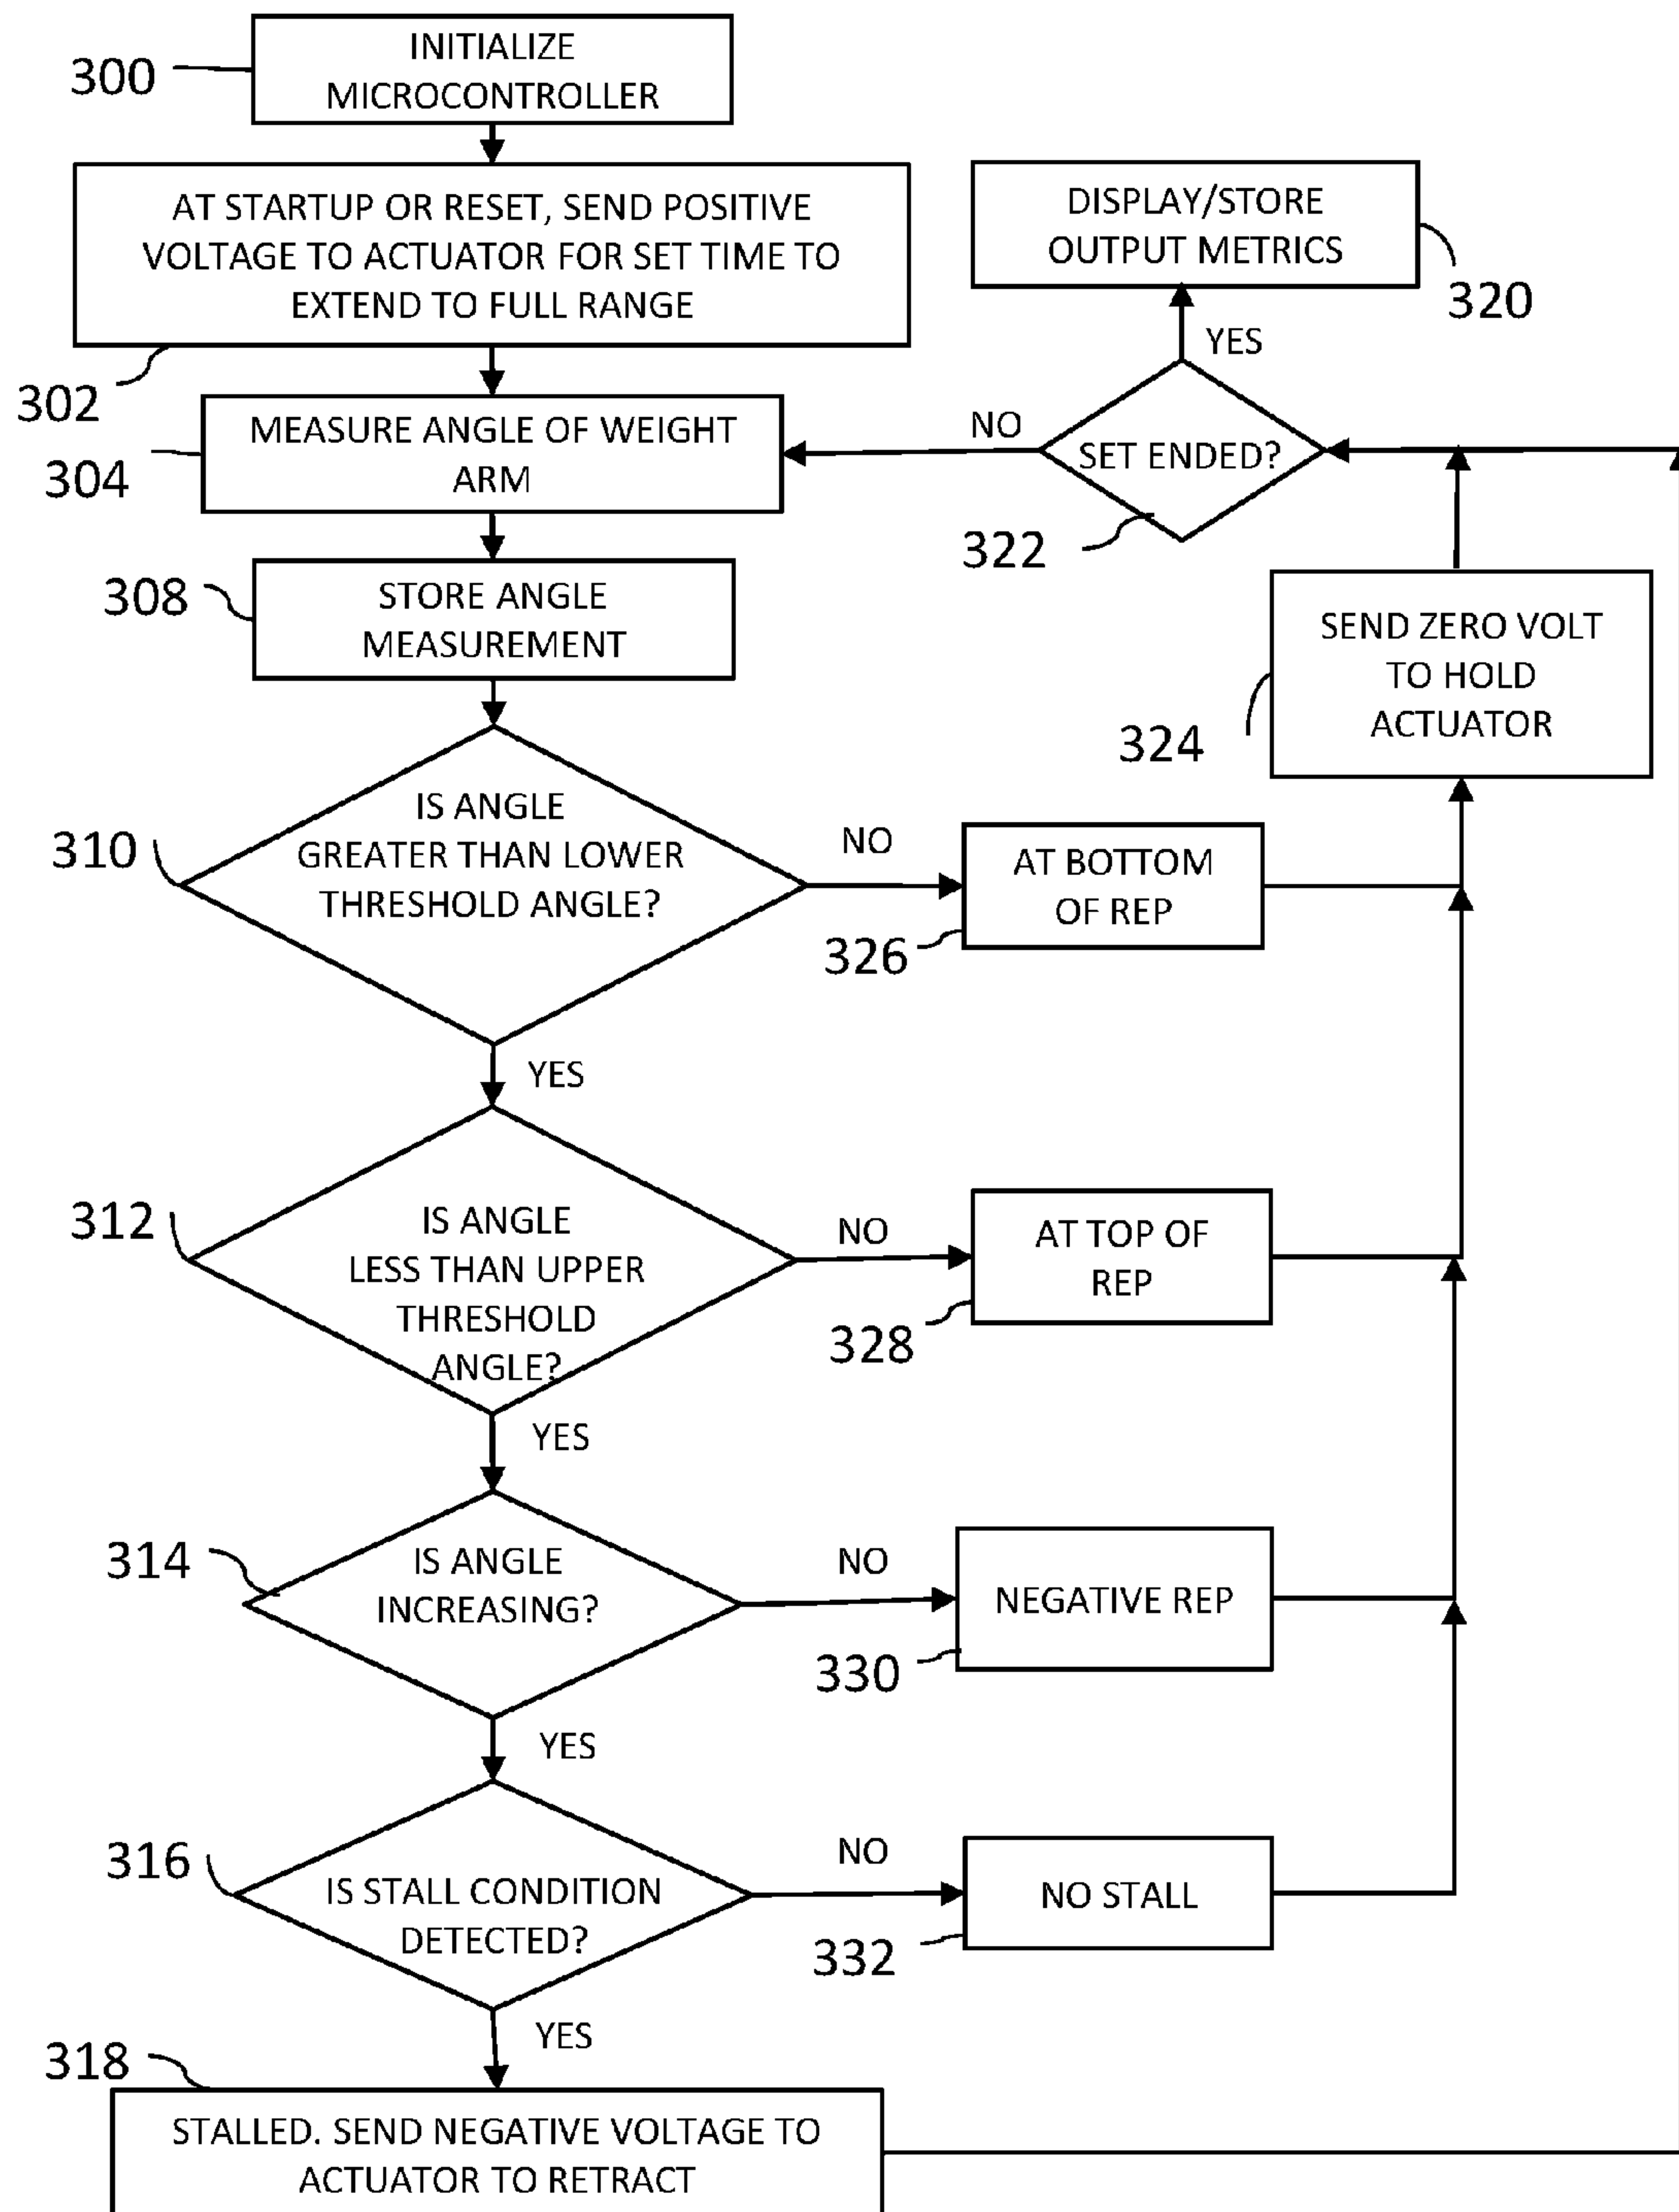 300
INITIALIZE
MICROCONTROLLER
AT STARTUP OR RESET, SEND POSITIVE
VOLTAGE TO ACTUATOR FOR SET TIME TO
EXTEND TO FULL RANGE
302
DISPLAY/STORE
OUTPUT METRICS
320
YES
MEASURE ANGLE OF WEIGHT
ARM
304
NO
SET ENDED?
322
308
STORE ANGLE
MEASUREMENT
SEND ZERO VOLT
TO HOLD
ACTUATOR
324
310
IS ANGLE
GREATER THAN LOWER
THRESHOLD ANGLE?
NO
AT BOTTOM
OF REP
326
YES
312
IS ANGLE
LESS THAN UPPER
THRESHOLD
ANGLE?
NO
AT TOP OF
REP
328
YES
314
IS ANGLE
INCREASING?
NO
NEGATIVE REP
330
YES
316
IS STALL CONDITION
DETECTED?
NO
NO STALL
332
YES
318
STALLED. SEND NEGATIVE VOLTAGE TO
ACTUATOR TO RETRACT